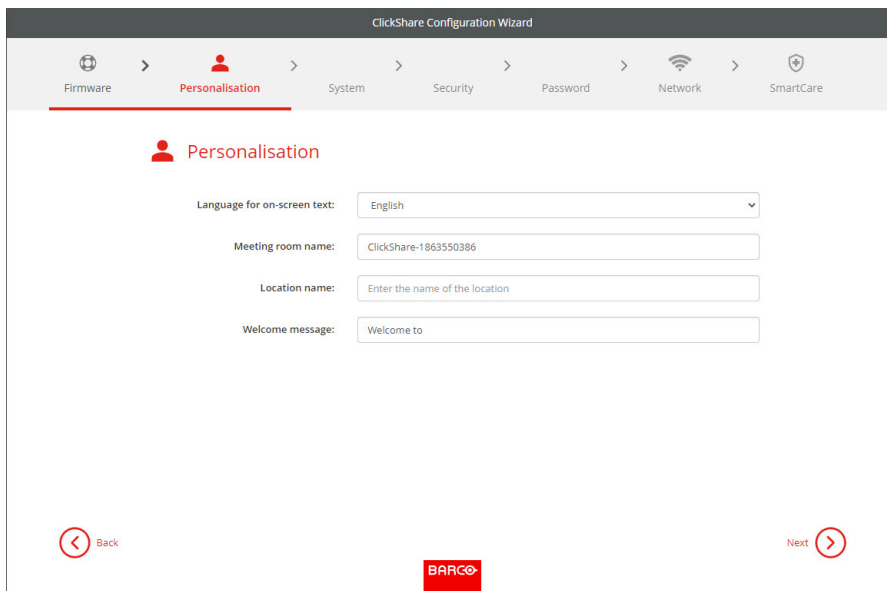 ClickShare Configuration Wizard
Firmware Personalisation System Security Password Network SmartCare
Personalisation
Language for on-screen text: English
Meeting room name: ClickShare-1863550386
Location name: Enter the name of the location
Welcome message: Welcome to
Back Next
BARCO